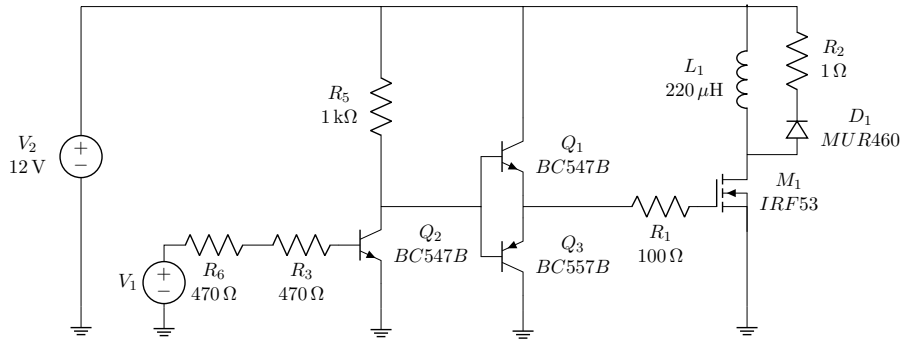 V2
12 V
V1
R6
470 Ω
R3
470 Ω
R5
1 kΩ
Q2
BC547B
Q1
BC547B
Q3
BC557B
R1
100 Ω
L1
220 μH
R2
1 Ω
D1
MUR460
M1
IRF53